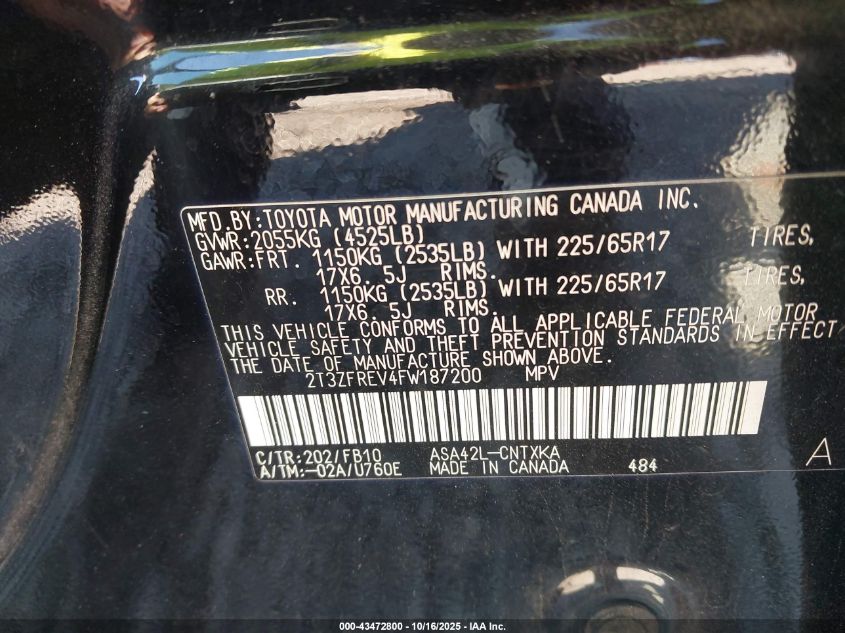 MFD.BY:TOYOTA MOTOR MANUFACTURING CANADA INC.
GVWR:2055KG (4525LB)
GAWR:FRT. 1150KG (2535LB) WITH 225/65R17 TIRES,
17X6. 5J RIMS.
RR. 1150KG (2535LB) WITH 225/65R17 TIRES,
17X6. 5J RIMS.
THIS VEHICLE CONFORMS TO ALL APPLICABLE FEDERAL MOTOR
VEHICLE SAFETY AND THEFT PREVENTION STANDARDS IN EFFECT
THE DATE OF MANUFACTURE SHOWN ABOVE.
2T3ZFREV4FW187200 MPV
C/TR:202/FB10 ASA42L-CNTXKA A
A/TM:-02A/U760E MADE IN CANADA 484
000-43472800 - 10/16/2025 - IAA Inc.